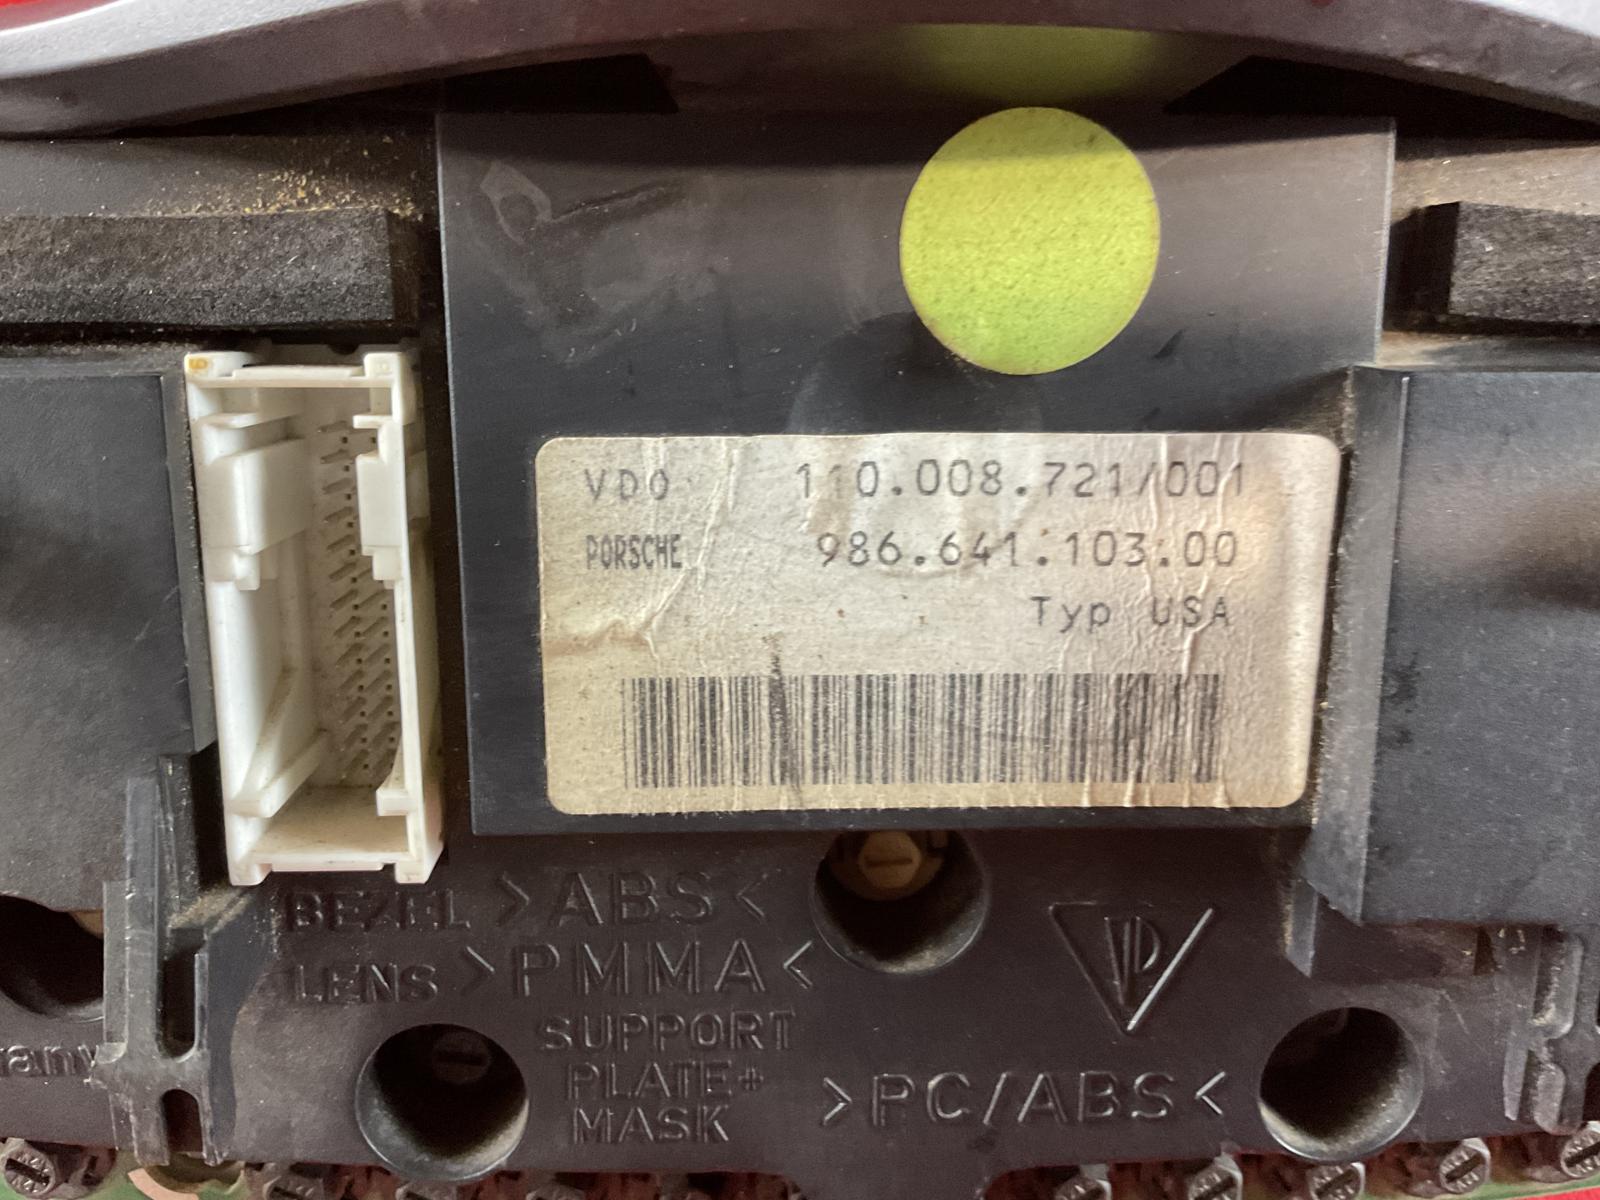 VDO 110.008.721/001
PORSCHE 986.641.103.00
Typ USA
BEZEL >ABS<
LENS >PMMA<
SUPPORT
PLATE+
MASK
>PC/ABS<